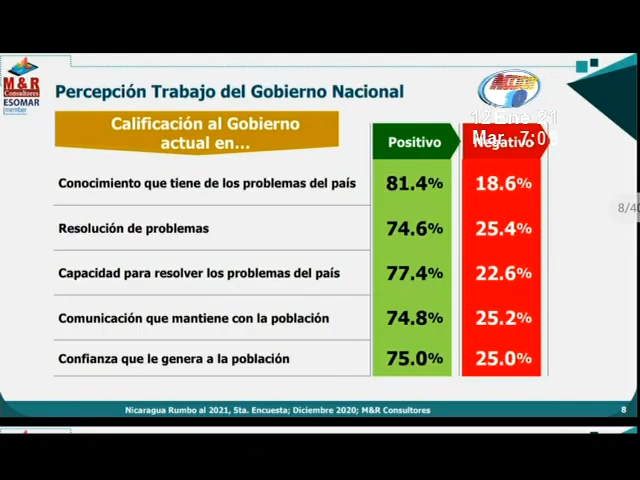 M&R
Consultores
ESOMAR
member
Percepción Trabajo del Gobierno Nacional
12 Ene 21
Mar 7:0
Calificación al Gobierno
actual en...
Positivo
Negativo
Conocimiento que tiene de los problemas del país 81.4% 18.6%
Resolución de problemas 74.6% 25.4%
Capacidad para resolver los problemas del país 77.4% 22.6%
Comunicación que mantiene con la población 74.8% 25.2%
Confianza que le genera a la población 75.0% 25.0%
8/40
Nicaragua Rumbo al 2021, 5ta. Encuesta; Diciembre 2020; M&R Consultores
8